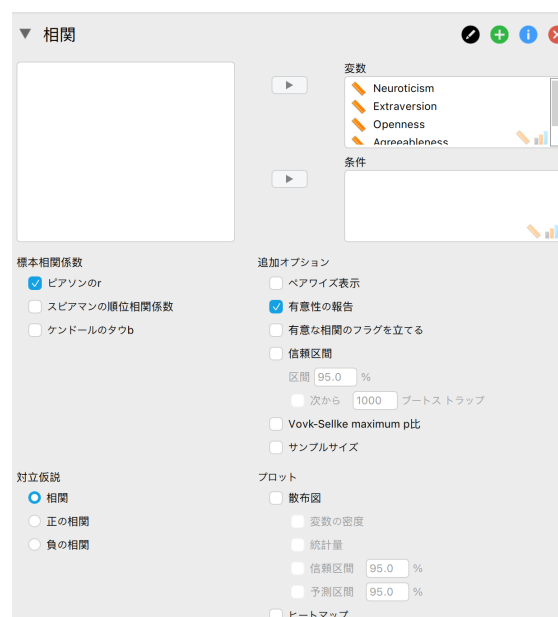 相関
変数
Neuroticism
Extraversion
Openness
Agreeableness
条件
標本相関係数
ピアソンのr
スピアマンの順位相関係数
ケンドールのタウb
追加オプション
ペアワイズ表示
有意性の報告
有意な相関のフラグを立てる
信頼区間
区間 95.0 %
次から 1000 ブートス トラップ
Vovk-Sellke maximum p比
サンプルサイズ
対立仮説
相関
正の相関
負の相関
プロット
散布図
変数の密度
統計量
信頼区間 95.0 %
予測区間 95.0 %
ヒートマップ